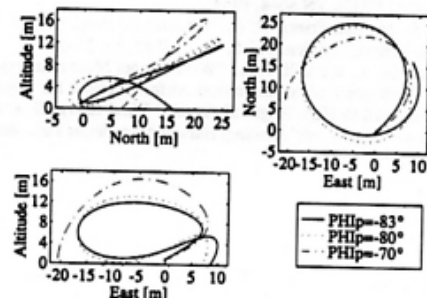 Altitude [m]
16
12
8
4
0
-5 0 5 10 15 20 25
North [m]
North [m]
25
20
15
10
5
0
-5
-20 -15 -10 -5 0 5 10
East [m]
Altitude [m]
16
12
8
4
0
-20 -15 -10 -5 0 5 10
East [m]
PHIp=-83°
PHIp=-80°
PHIp=-70°